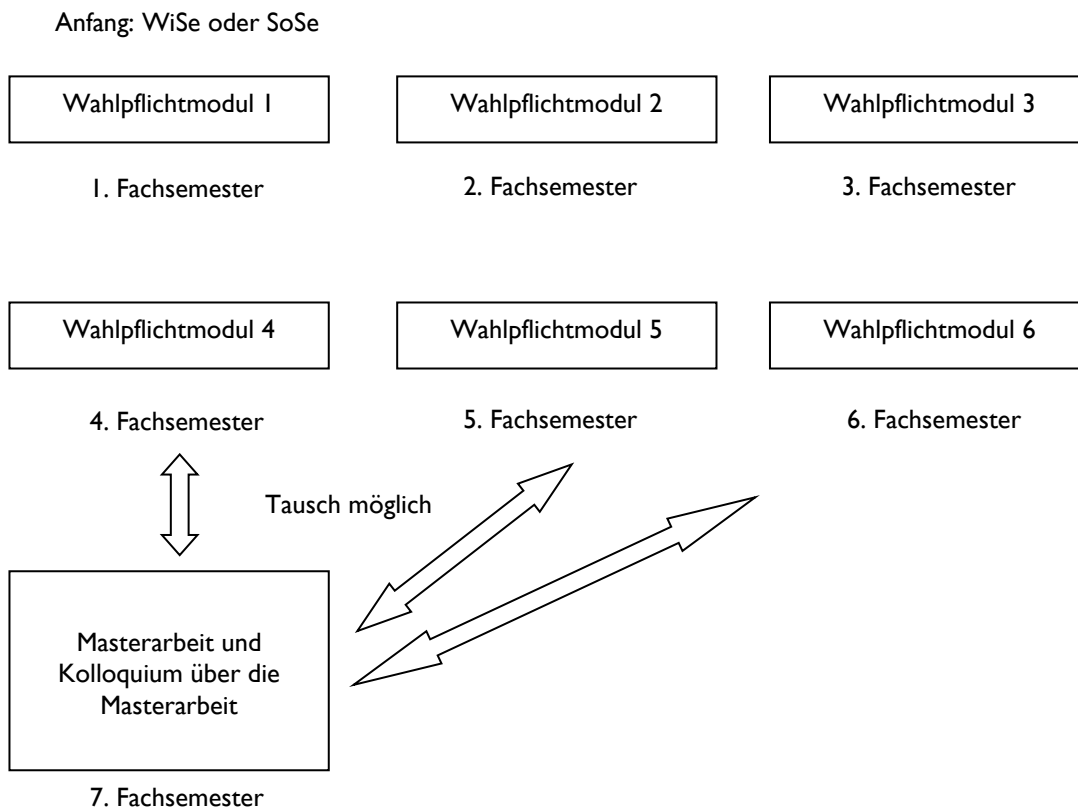 Anfang: WiSe oder SoSe
Wahlpflichtmodul 1
Wahlpflichtmodul 2
Wahlpflichtmodul 3
1. Fachsemester
2. Fachsemester
3. Fachsemester
Wahlpflichtmodul 4
Wahlpflichtmodul 5
Wahlpflichtmodul 6
4. Fachsemester
5. Fachsemester
6. Fachsemester
Tausch möglich
Masterarbeit und
Kolloquium über die
Masterarbeit
7. Fachsemester